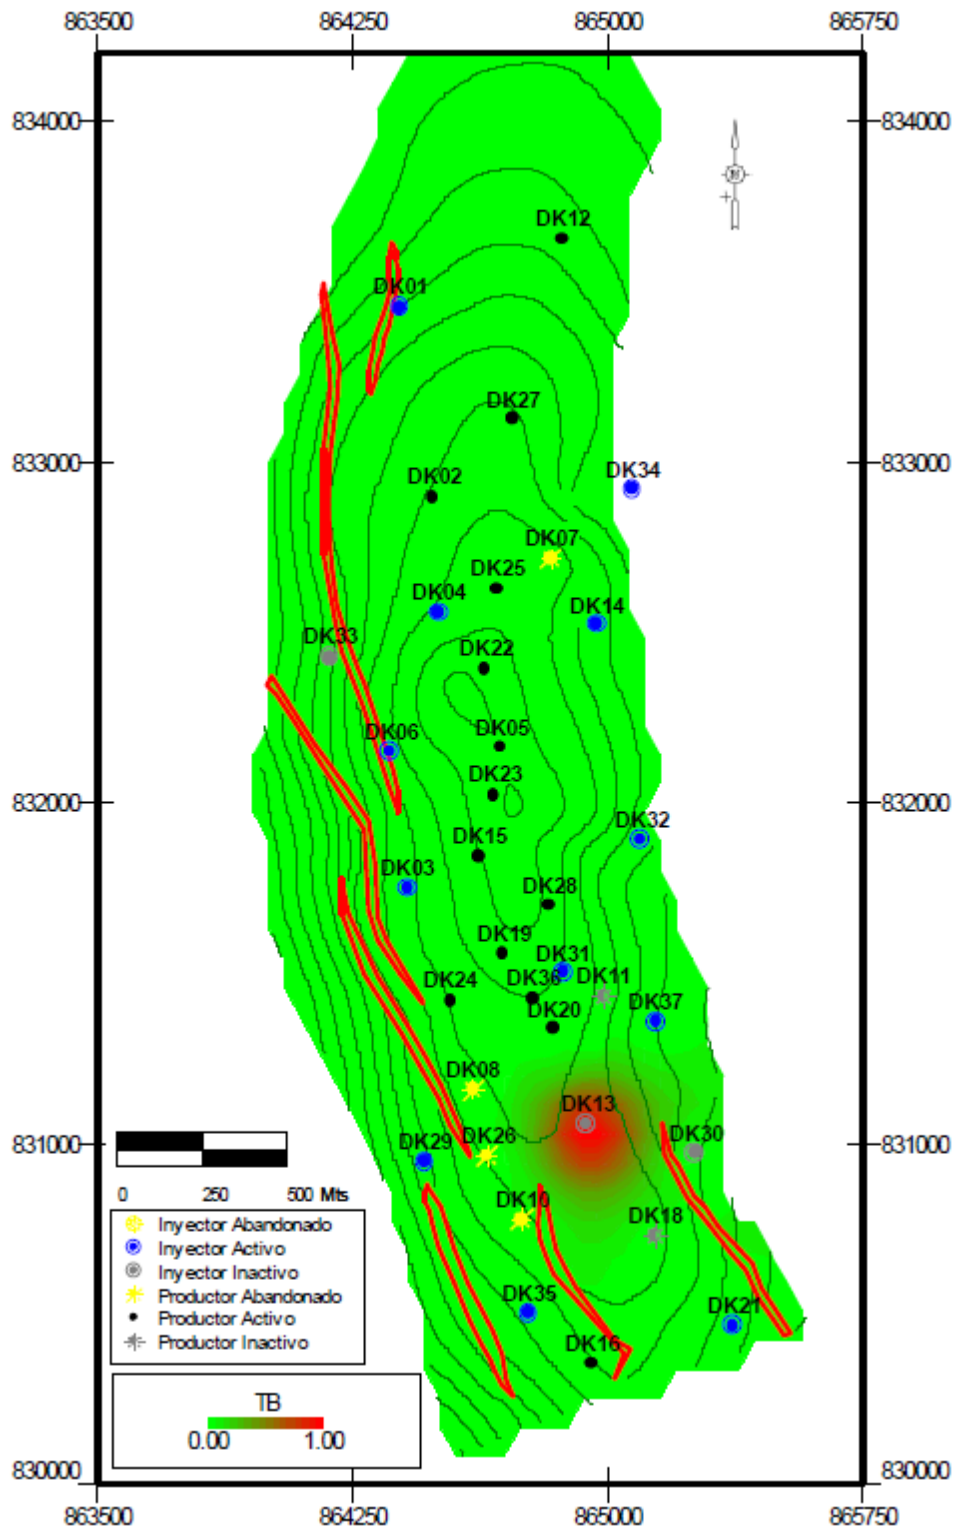 863500 864250 865000 865750
834000 834000
DK12
DK01
DK27
833000 833000
DK34
DK02
DK07
DK25
DK04
DK14
DK33
DK22
DK06
DK05
DK23
832000 832000
DK32
DK15
DK03
DK28
DK19
DK31
DK36
DK11
DK24
DK37
DK20
DK08
DK13
DK26
DK29
831000 831000
DK30
0 250 500 Mts
DK10
DK18
Inyector Abandonado
Inyector Activo
Inyector Inactivo
Productor Abandonado
Productor Activo
Productor Inactivo
DK35
DK21
DK16
TB
0.00 1.00
830000 830000
863500 864250 865000 865750